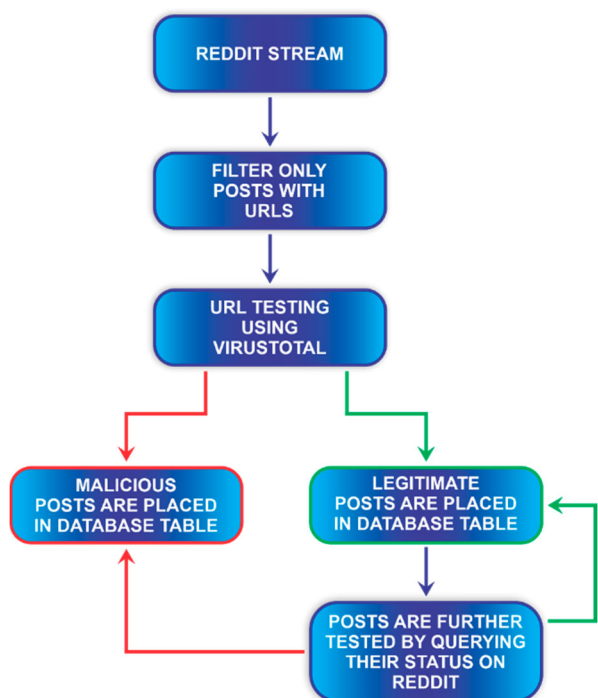 REDDIT STREAM
FILTER ONLY
POSTS WITH
URLS
URL TESTING
USING
VIRUSTOTAL
MALICIOUS
POSTS ARE PLACED
IN DATABASE TABLE
LEGITIMATE
POSTS ARE PLACED
IN DATABASE TABLE
POSTS ARE FURTHER
TESTED BY QUERYING
THEIR STATUS ON
REDDIT